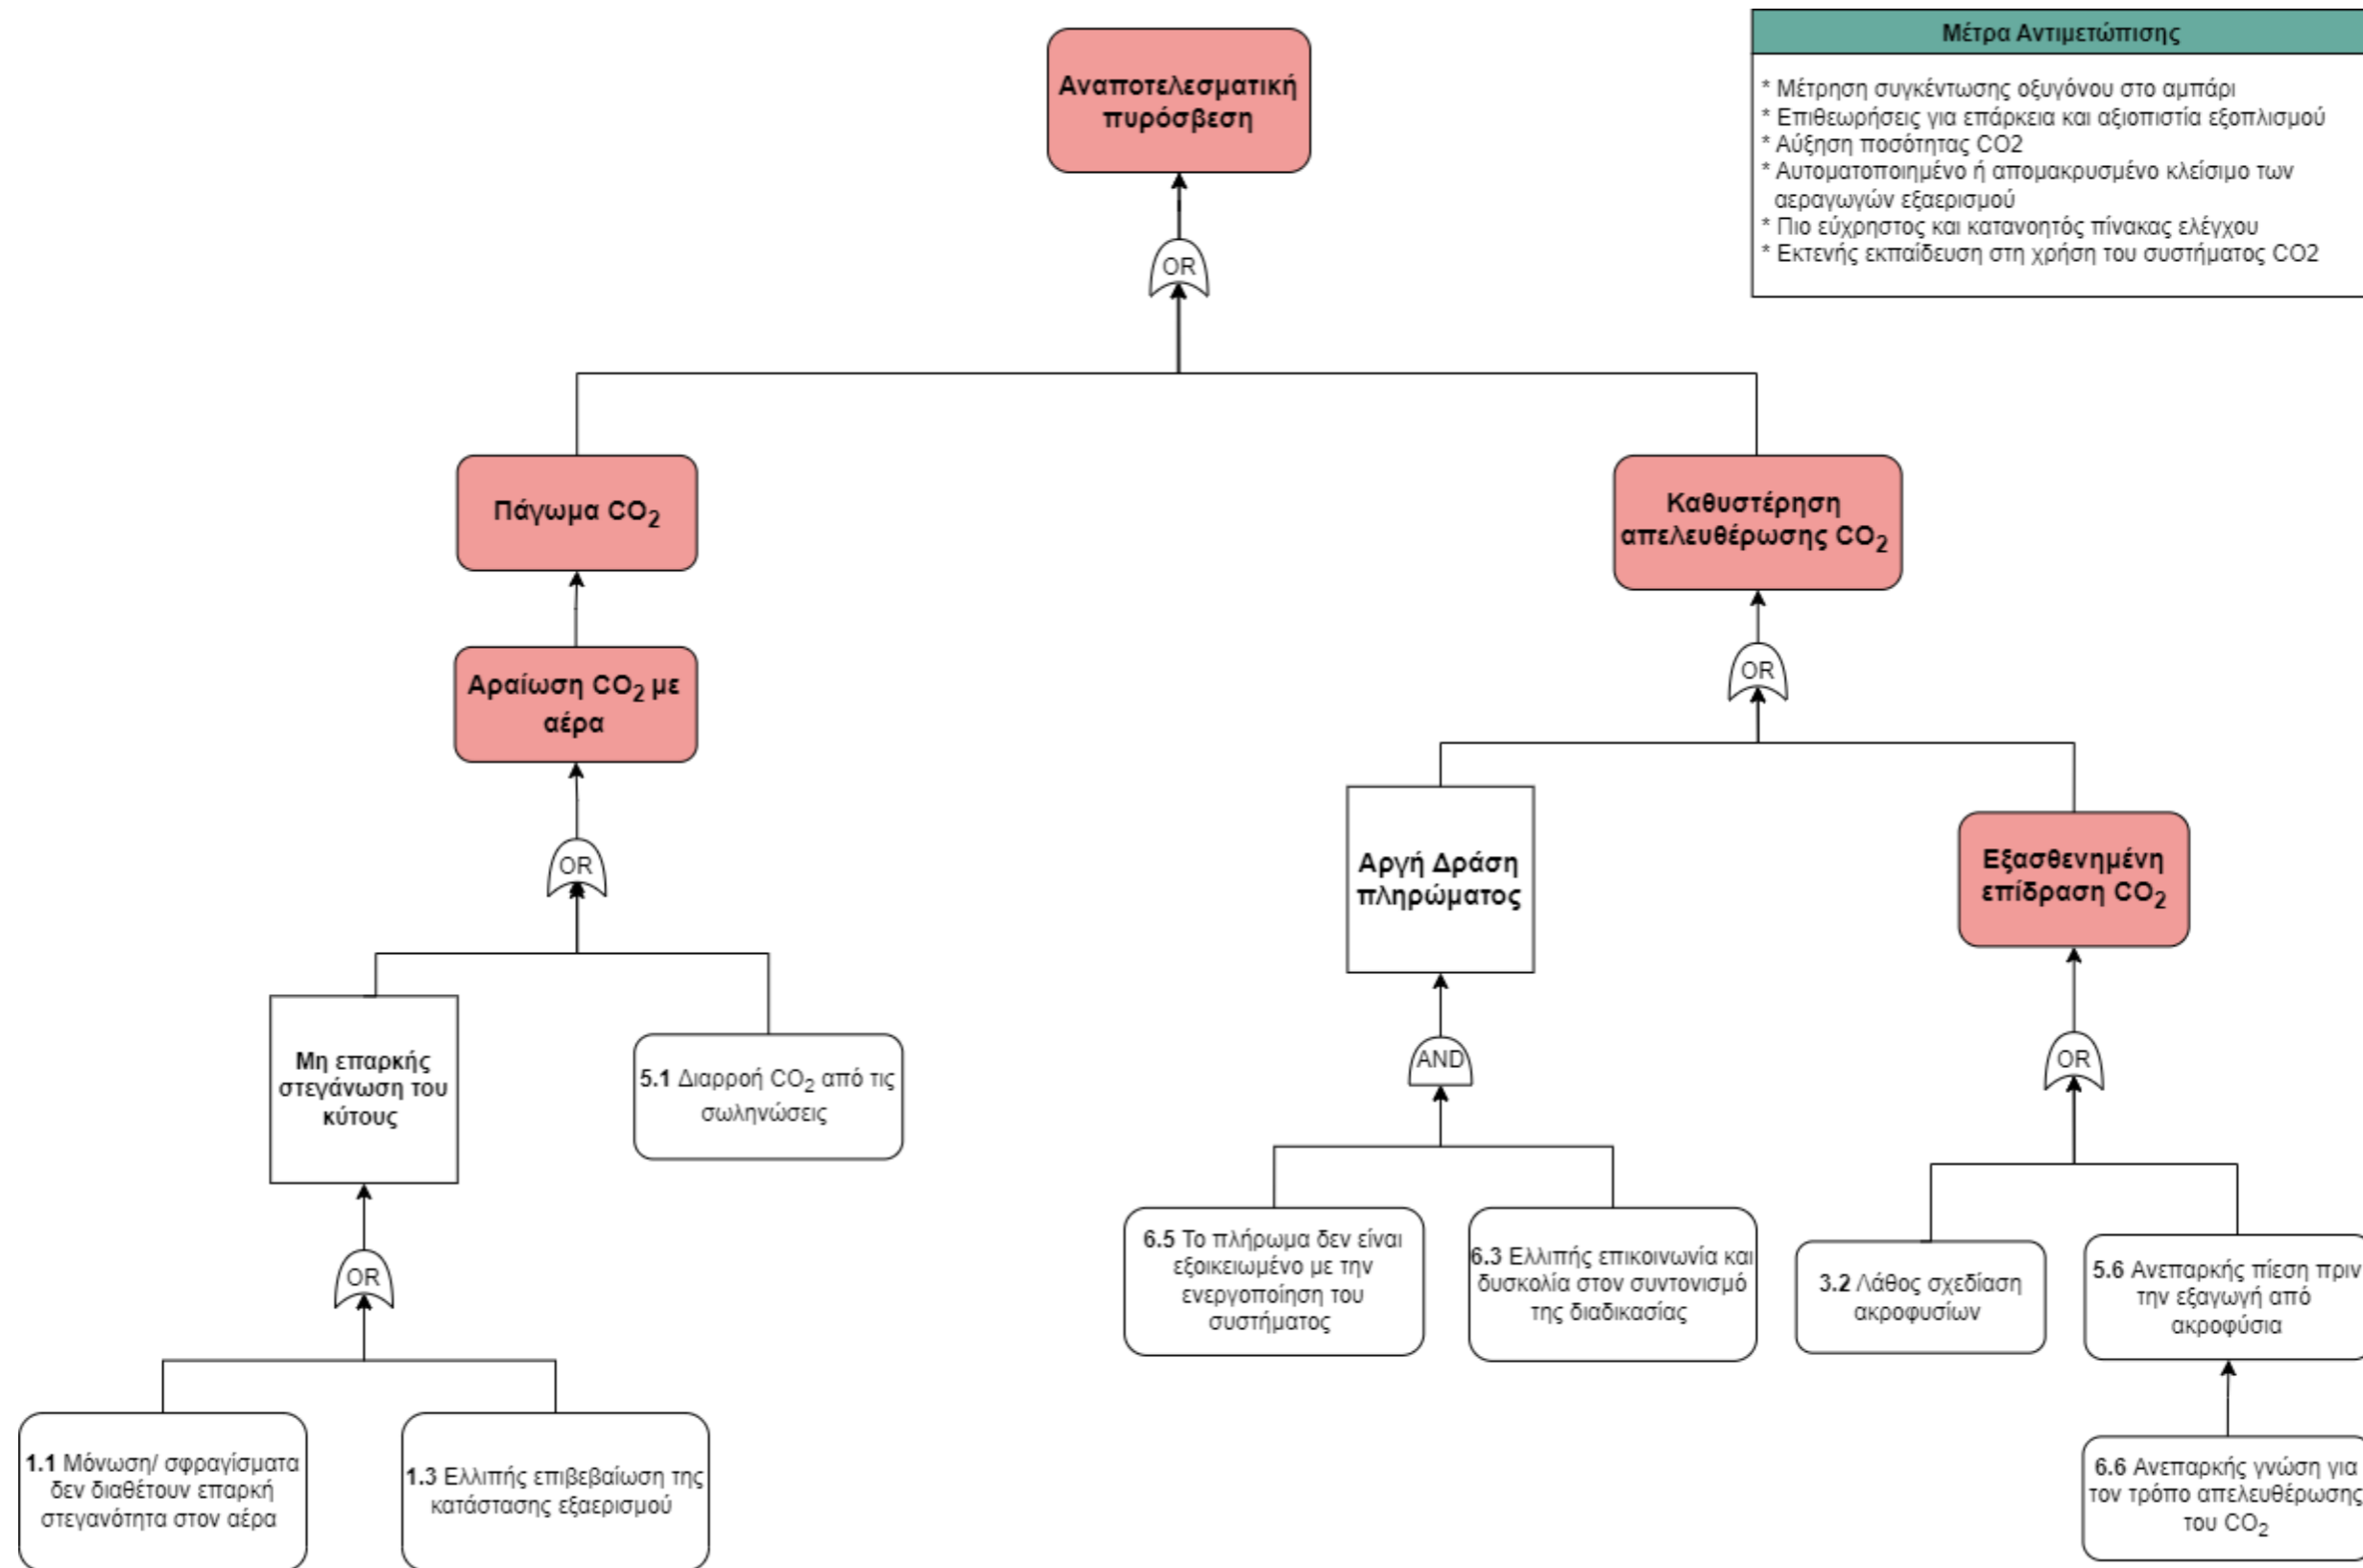 Μέτρα Αντιμετώπισης
* Μέτρηση συγκέντωσης οξυγόνου στο αμπάρι
* Επιθεωρήσεις για επάρκεια και αξιοπιστία εξοπλισμού
* Αύξηση ποσότητας CO2
* Αυτοματοποιημένο ή απομακρυσμένο κλείσιμο των
αεραγωγών εξαερισμού
* Πιο εύχρηστος και κατανοητός πίνακας ελέγχου
* Εκτενής εκπαίδευση στη χρήση του συστήματος CO2
Αναποτελεσματική
πυρόσβεση
OR
Πάγωμα CO₂
Καθυστέρηση
απελευθέρωσης CO₂
Αραίωση CO₂ με
αέρα
OR
OR
Αργή Δράση
πληρώματος
Εξασθενημένη
επίδραση CO₂
Μη επαρκής
στεγάνωση του
κύτους
5.1 Διαρροή CO₂ από τις
σωληνώσεις
AND
OR
OR
6.5 Το πλήρωμα δεν είναι
εξοικειωμένο με την
ενεργοποίηση του
συστήματος
6.3 Ελλιπής επικοινωνία και
δυσκολία στον συντονισμό
της διαδικασίας
3.2 Λάθος σχεδίαση
ακροφυσίων
5.6 Ανεπαρκής πίεση πριν
την εξαγωγή από
ακροφύσια
1.1 Μόνωση/ σφραγίσματα
δεν διαθέτουν επαρκή
στεγανότητα στον αέρα
1.3 Ελλιπής επιβεβαίωση της
κατάστασης εξαερισμού
6.6 Ανεπαρκής γνώση για
τον τρόπο απελευθέρωσης
του CO₂